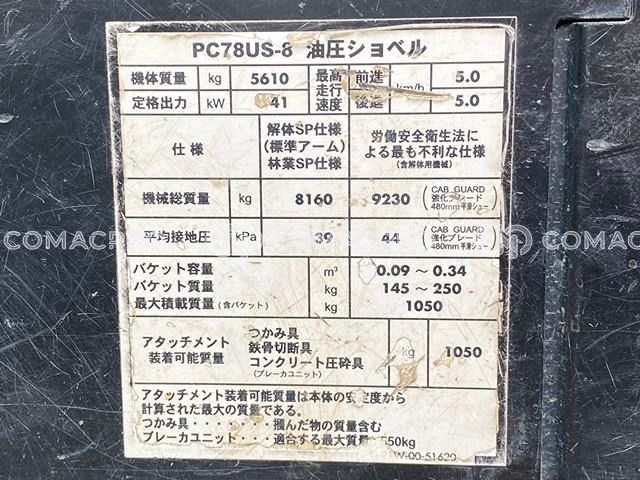 PC78US-8 油圧ショベル
機体質量 kg 5610 最高走行速度 前進 km/h 5.0
定格出力 kW 41 後進 5.0
仕様 解体SP仕様 (標準アーム) 林業SP仕様 労働安全衛生法による最も不利な仕様 (含解体用機械)
機械総質量 kg 8160 9230 (CAB GUARD 強化ブレード 480mm平滑シュー)
平均接地圧 kPa 39 44 (CAB GUARD 強化ブレード 480mm平滑シュー)
バケット容量 m³ 0.09 ～ 0.34
バケット質量 kg 145 ～ 250
最大積載質量 (含バケット) kg 1050
アタッチメント装着可能質量 つかみ具 鉄骨切断具 コンクリート圧砕具 (ブレーカユニット) kg 1050
アタッチメント装着可能質量は本体の安定度から
計算された最大の質量である。
つかみ具・・・・・・・掴んだ物の質量含む
ブレーカユニット・・・適合する最大質量 550kg
21W-00-51620
COMACR